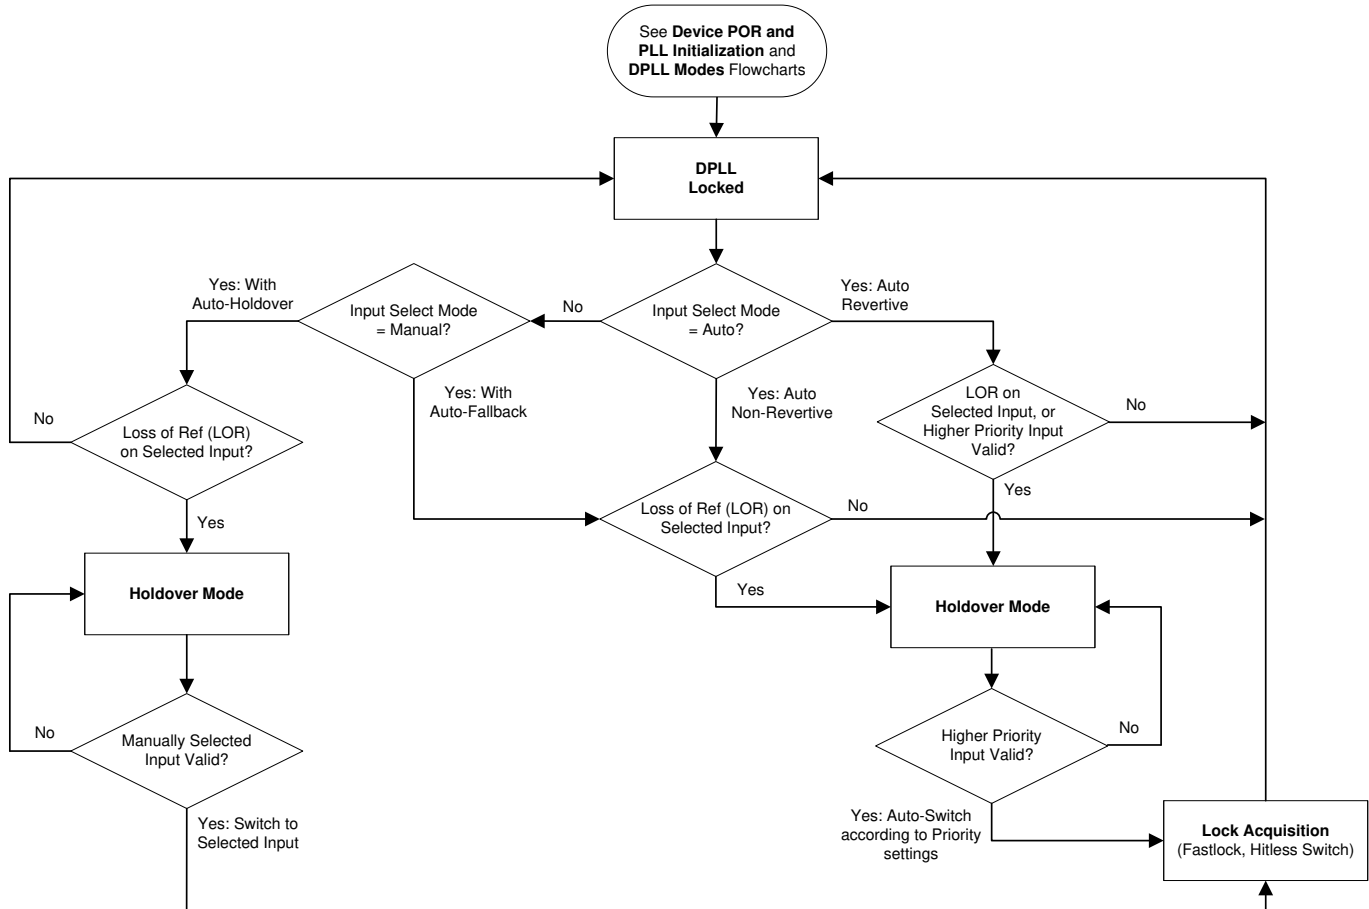 See Device POR and
PLL Initialization and
DPLL Modes Flowcharts
DPLL
Locked
Yes: With
Auto-Holdover
Input Select Mode
= Manual?
No
Input Select Mode
= Auto?
Yes: Auto
Revertive
No
Loss of Ref (LOR)
on Selected Input?
Yes: With
Auto-Fallback
Yes: Auto
Non-Revertive
LOR on
Selected Input, or
Higher Priority Input
Valid?
No
Yes
Loss of Ref (LOR) on
Selected Input?
No
Yes
Holdover Mode
Yes
Holdover Mode
No
Manually Selected
Input Valid?
Higher Priority
Input Valid?
No
Yes: Switch to
Selected Input
Yes: Auto-Switch
according to Priority
settings
Lock Acquisition
(Fastlock, Hitless Switch)